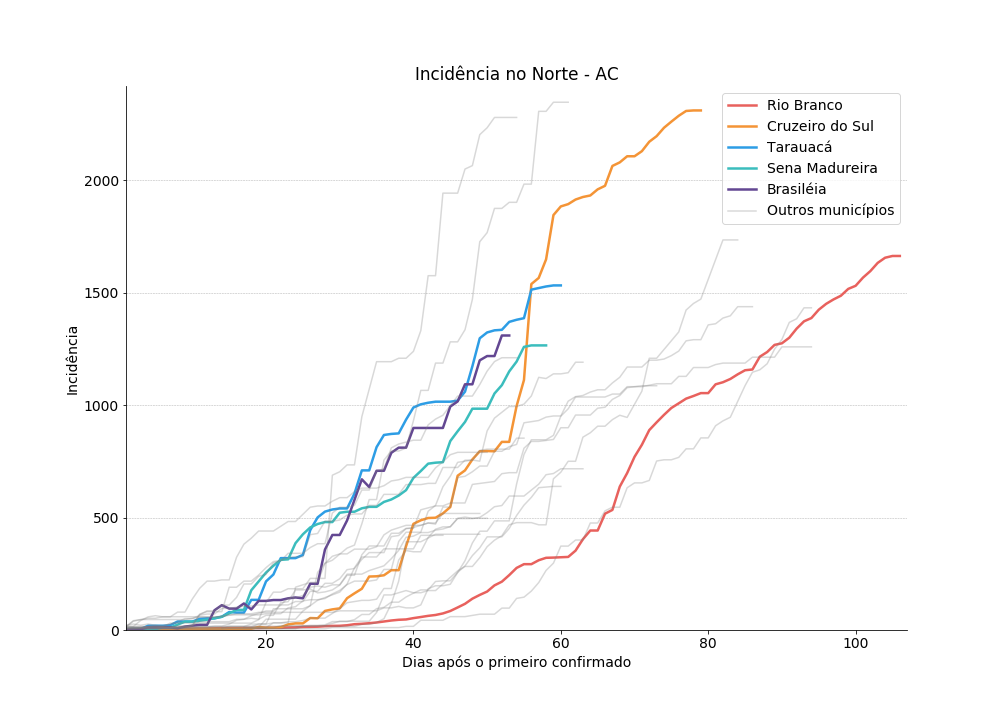 Incidência no Norte - AC
Rio Branco
Cruzeiro do Sul
Tarauacá
Sena Madureira
Brasiléia
Outros municípios
Incidência
2000
1500
1000
500
0
20
40
60
80
100
Dias após o primeiro confirmado